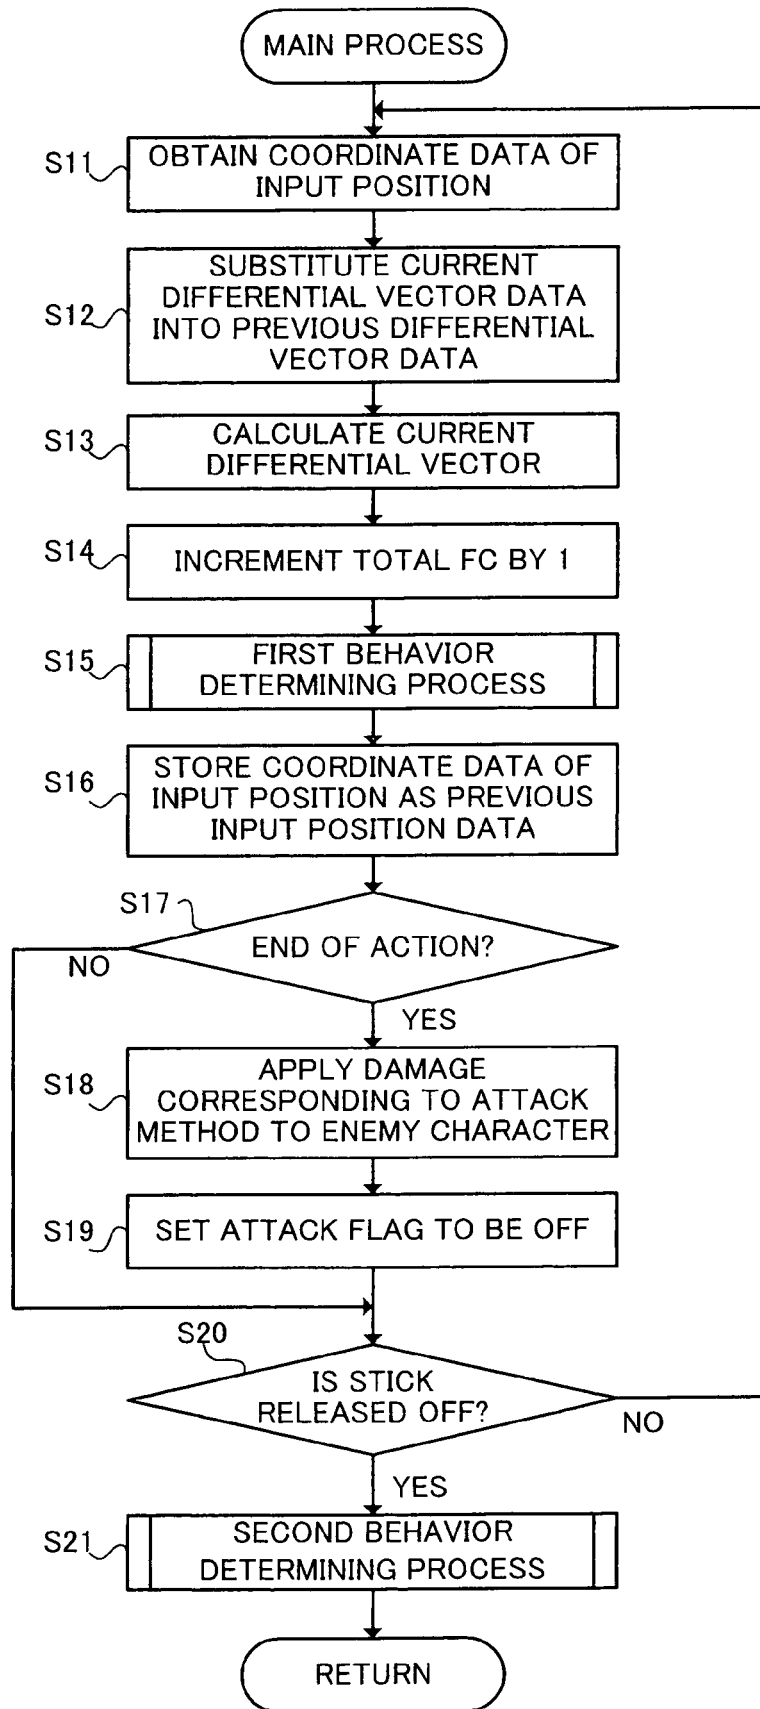 MAIN PROCESS
S11
OBTAIN COORDINATE DATA OF
INPUT POSITION
S12
SUBSTITUTE CURRENT
DIFFERENTIAL VECTOR DATA
INTO PREVIOUS DIFFERENTIAL
VECTOR DATA
S13
CALCULATE CURRENT
DIFFERENTIAL VECTOR
S14
INCREMENT TOTAL FC BY 1
S15
FIRST BEHAVIOR
DETERMINING PROCESS
S16
STORE COORDINATE DATA OF
INPUT POSITION AS PREVIOUS
INPUT POSITION DATA
S17
END OF ACTION?
NO
YES
S18
APPLY DAMAGE
CORRESPONDING TO ATTACK
METHOD TO ENEMY CHARACTER
S19
SET ATTACK FLAG TO BE OFF
S20
IS STICK
RELEASED OFF?
NO
YES
S21
SECOND BEHAVIOR
DETERMINING PROCESS
RETURN